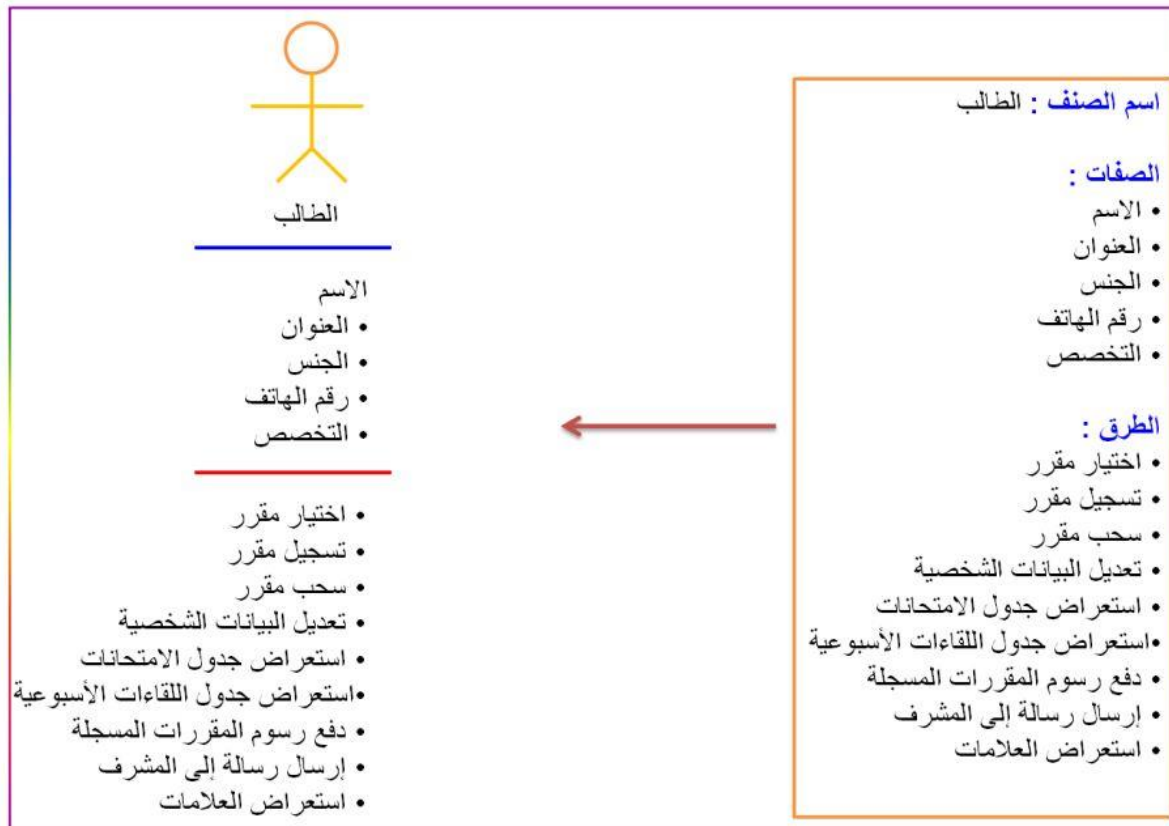 اسم الصنف : الطالب
الصفات :
• الاسم
• العنوان
• الجنس
• رقم الهاتف
• التخصص
الطرق :
• اختيار مقرر
• تسجيل مقرر
• سحب مقرر
• تعديل البيانات الشخصية
• استعراض جدول الامتحانات
•استعراض جدول اللقاءات الأسبوعية
• دفع رسوم المقررات المسجلة
• إرسال رسالة إلى المشرف
• استعراض العلامات
الطالب
الاسم
• العنوان
• الجنس
• رقم الهاتف
• التخصص
• اختيار مقرر
• تسجيل مقرر
• سحب مقرر
• تعديل البيانات الشخصية
• استعراض جدول الامتحانات
•استعراض جدول اللقاءات الأسبوعية
• دفع رسوم المقررات المسجلة
• إرسال رسالة إلى المشرف
• استعراض العلامات